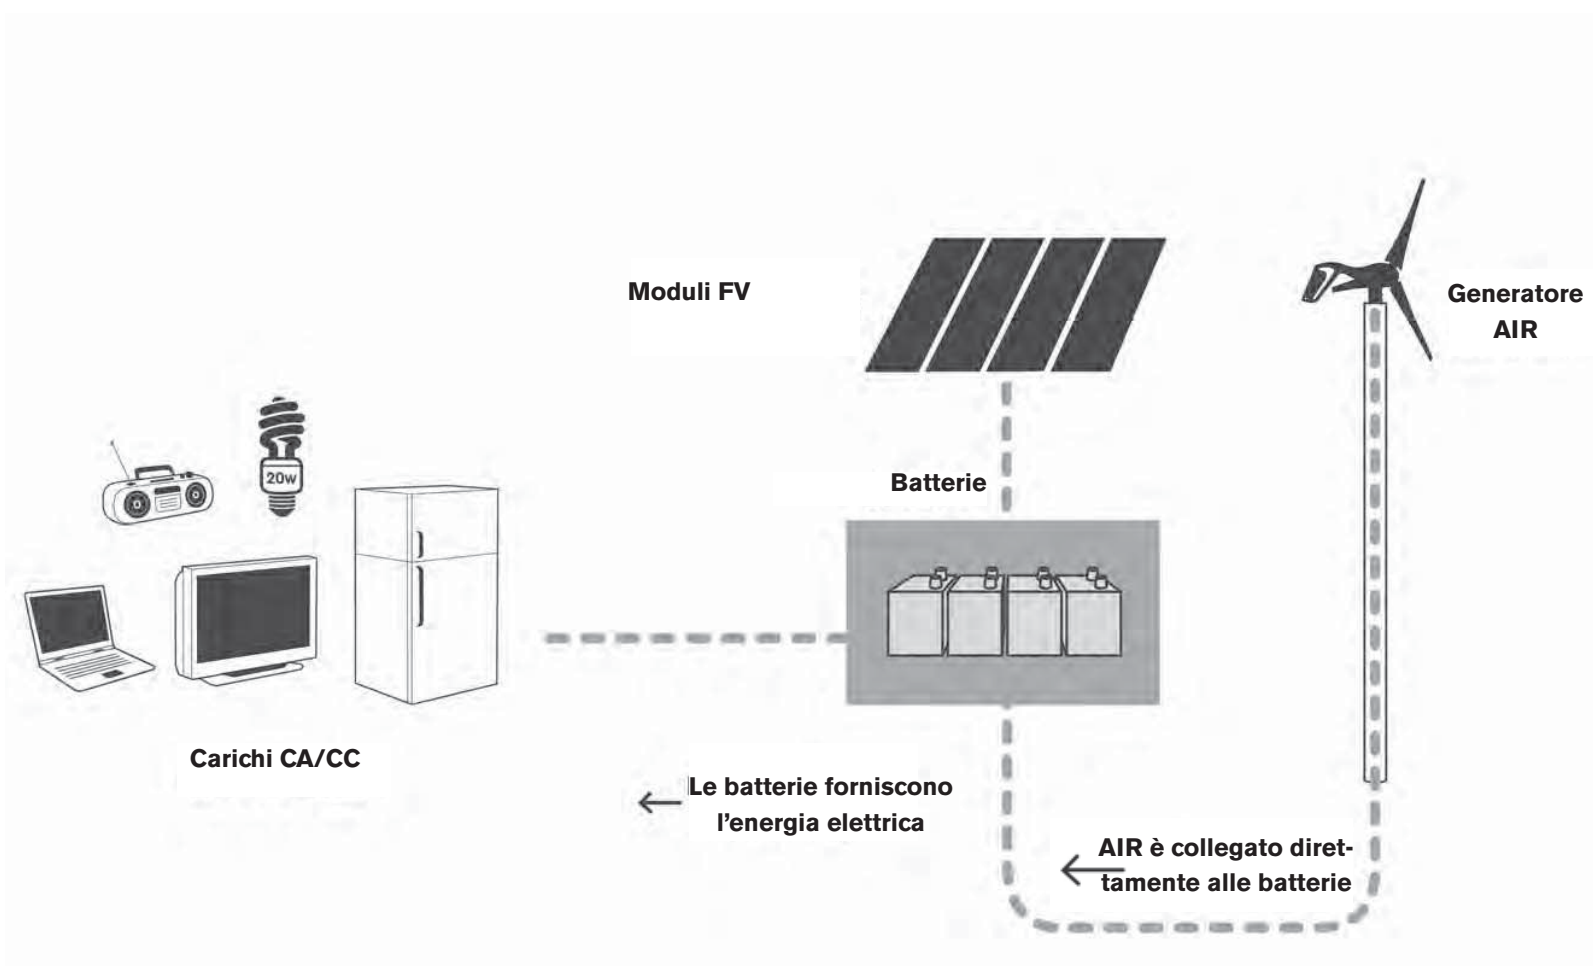 Moduli FV
Generatore
AIR
Batterie
20w
Carichi CA/CC
Le batterie forniscono
l’energia elettrica
AIR è collegato diret-
tamente alle batterie